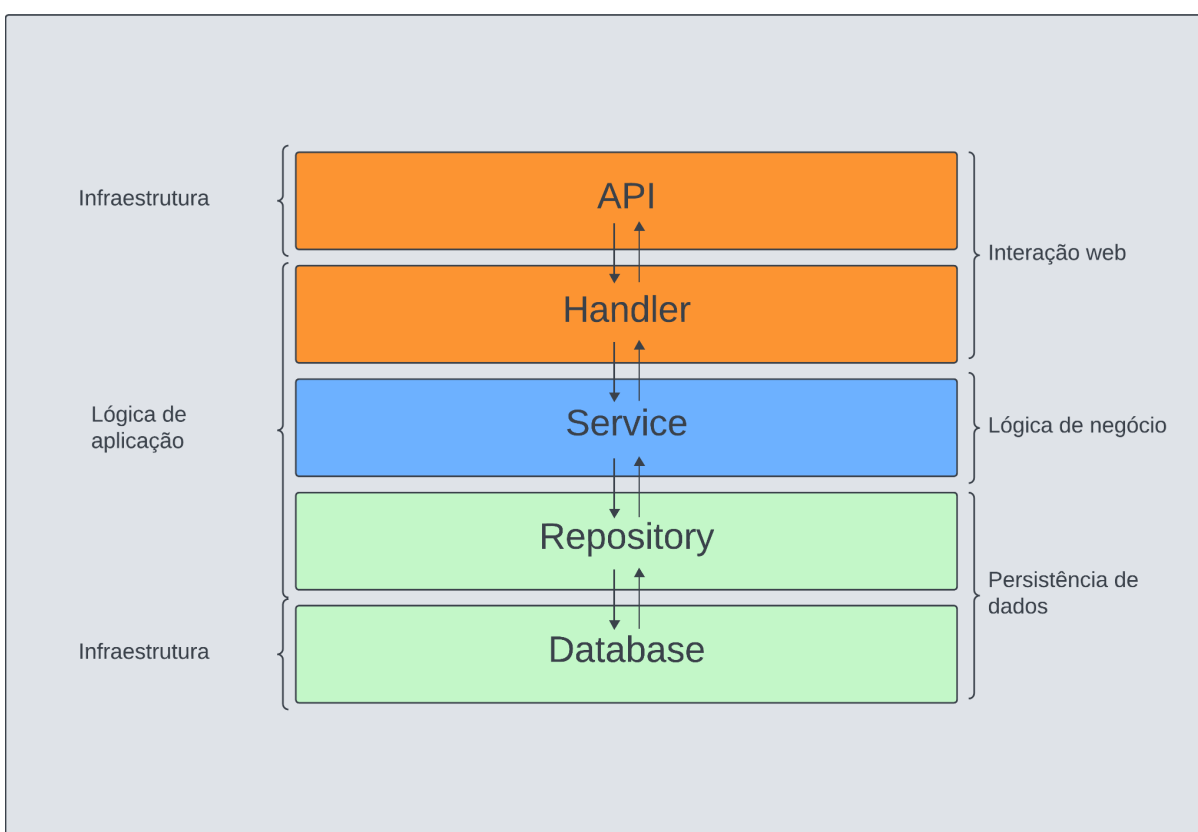 API
Infraestrutura
Interação web
Handler
Lógica de
aplicação
Service
Lógica de negócio
Repository
Persistência de
dados
Infraestrutura
Database